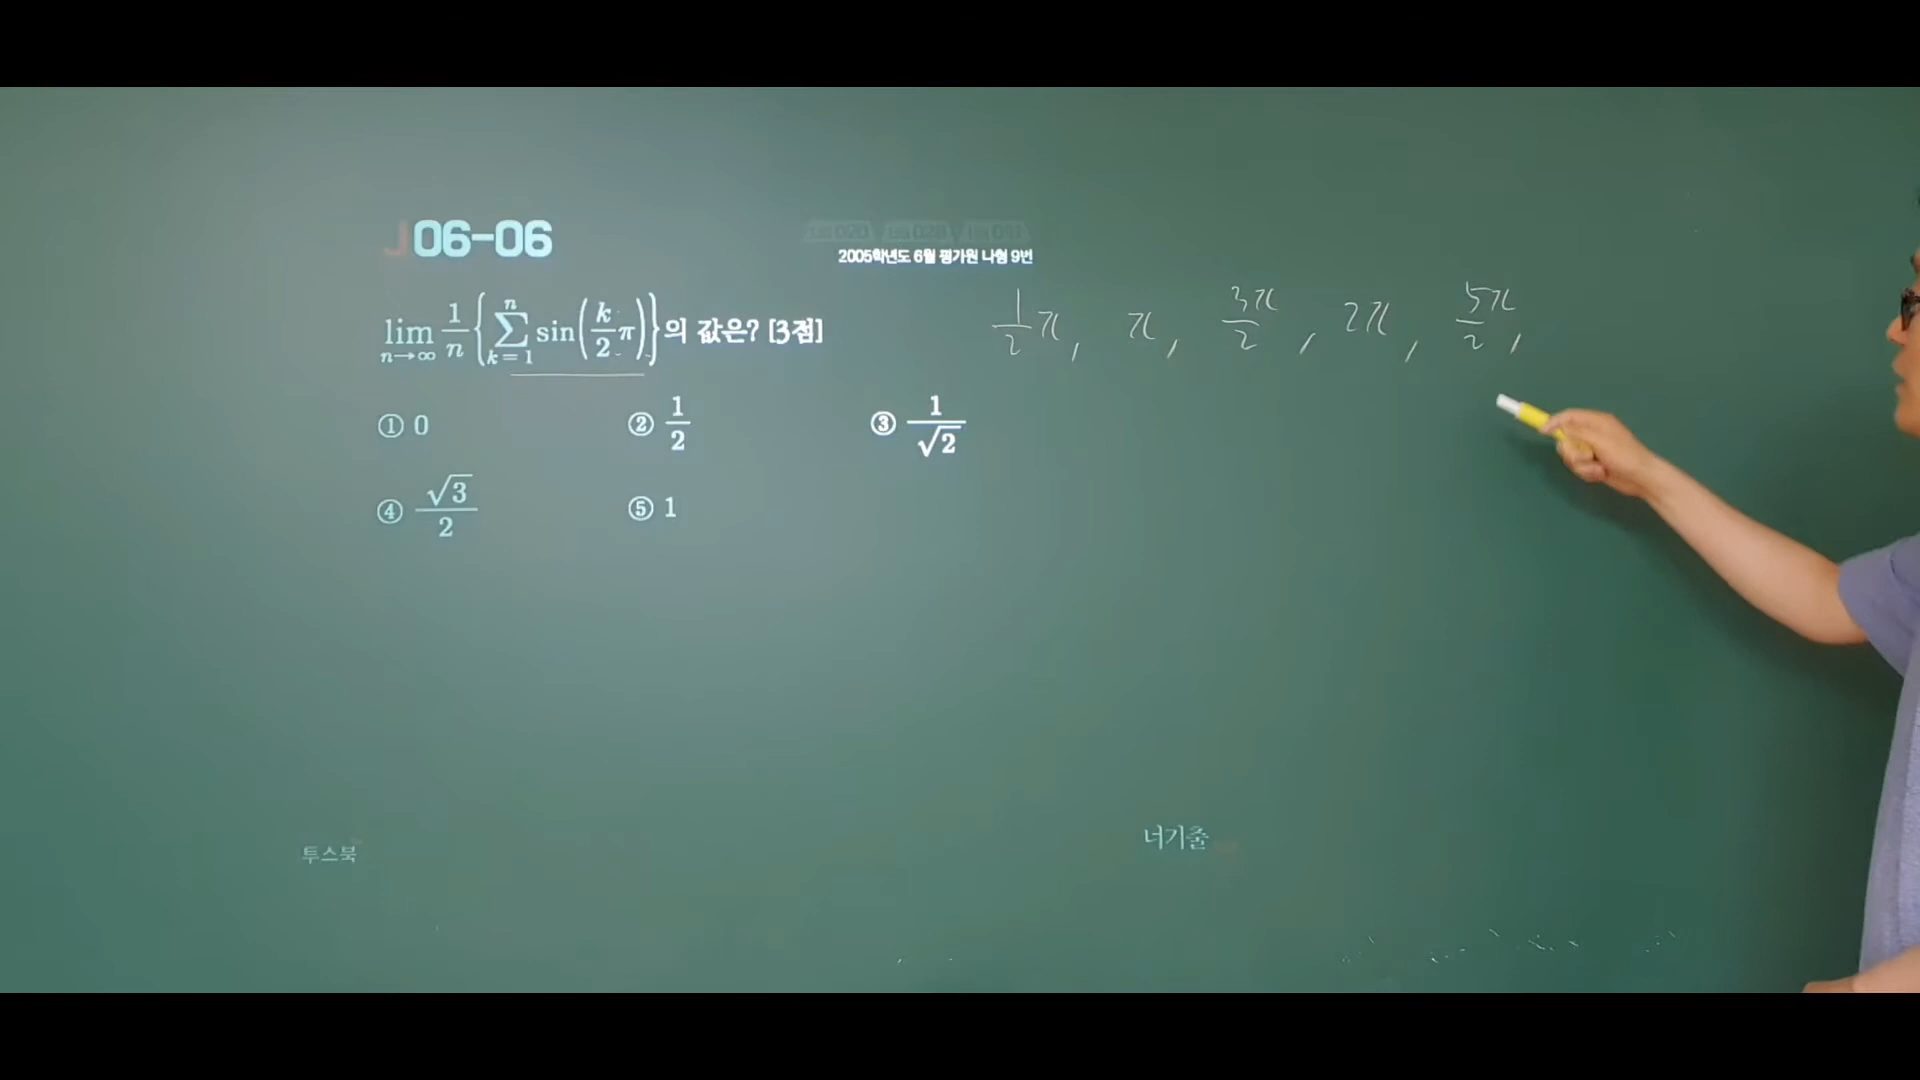 J 06-06
2005학년도 6월 평가원 나형 9번
lim n→∞ 1/n {∑ k=1 n sin(k/2 π)}의 값은? [3점]
1/2 π, π, 3π/2, 2π, 5π/2,
① 0 ② 1/2 ③ 1/√2
④ √3/2 ⑤ 1
투스북
너기출